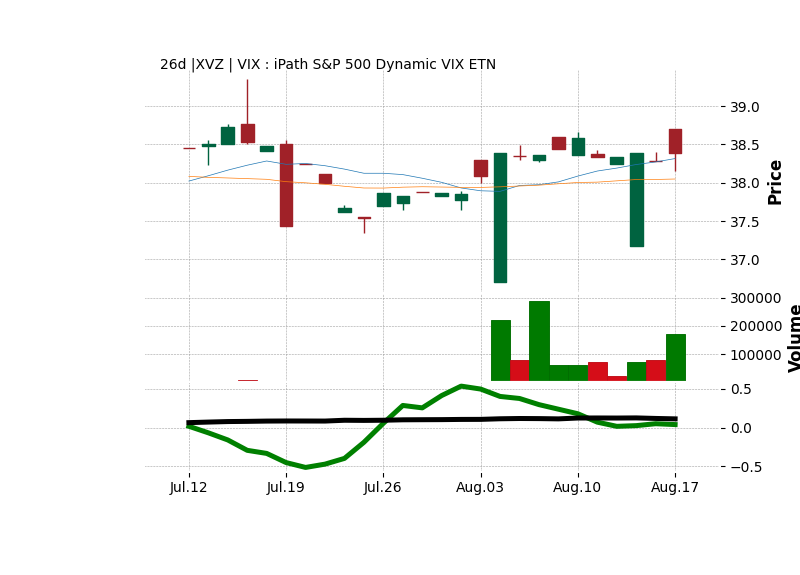 26d |XVZ | VIX : iPath S&P 500 Dynamic VIX ETN
39.0
38.5
38.0
37.5
37.0
Price
300000
200000
100000
Volume
0.5
0.0
−0.5
Jul.12 Jul.19 Jul.26 Aug.03 Aug.10 Aug.17